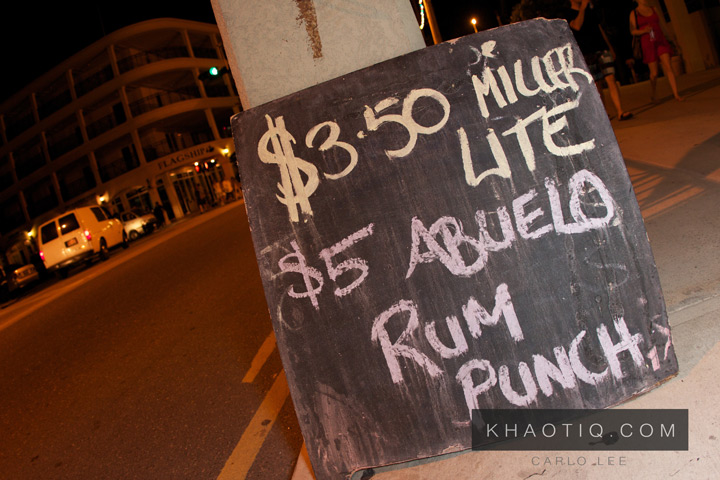 FLAGSHIP
$3.50 MILLER
LITE
$5 ABUELO
RUM
PUNCH
KHAOTIQ.COM
CARLO LEE